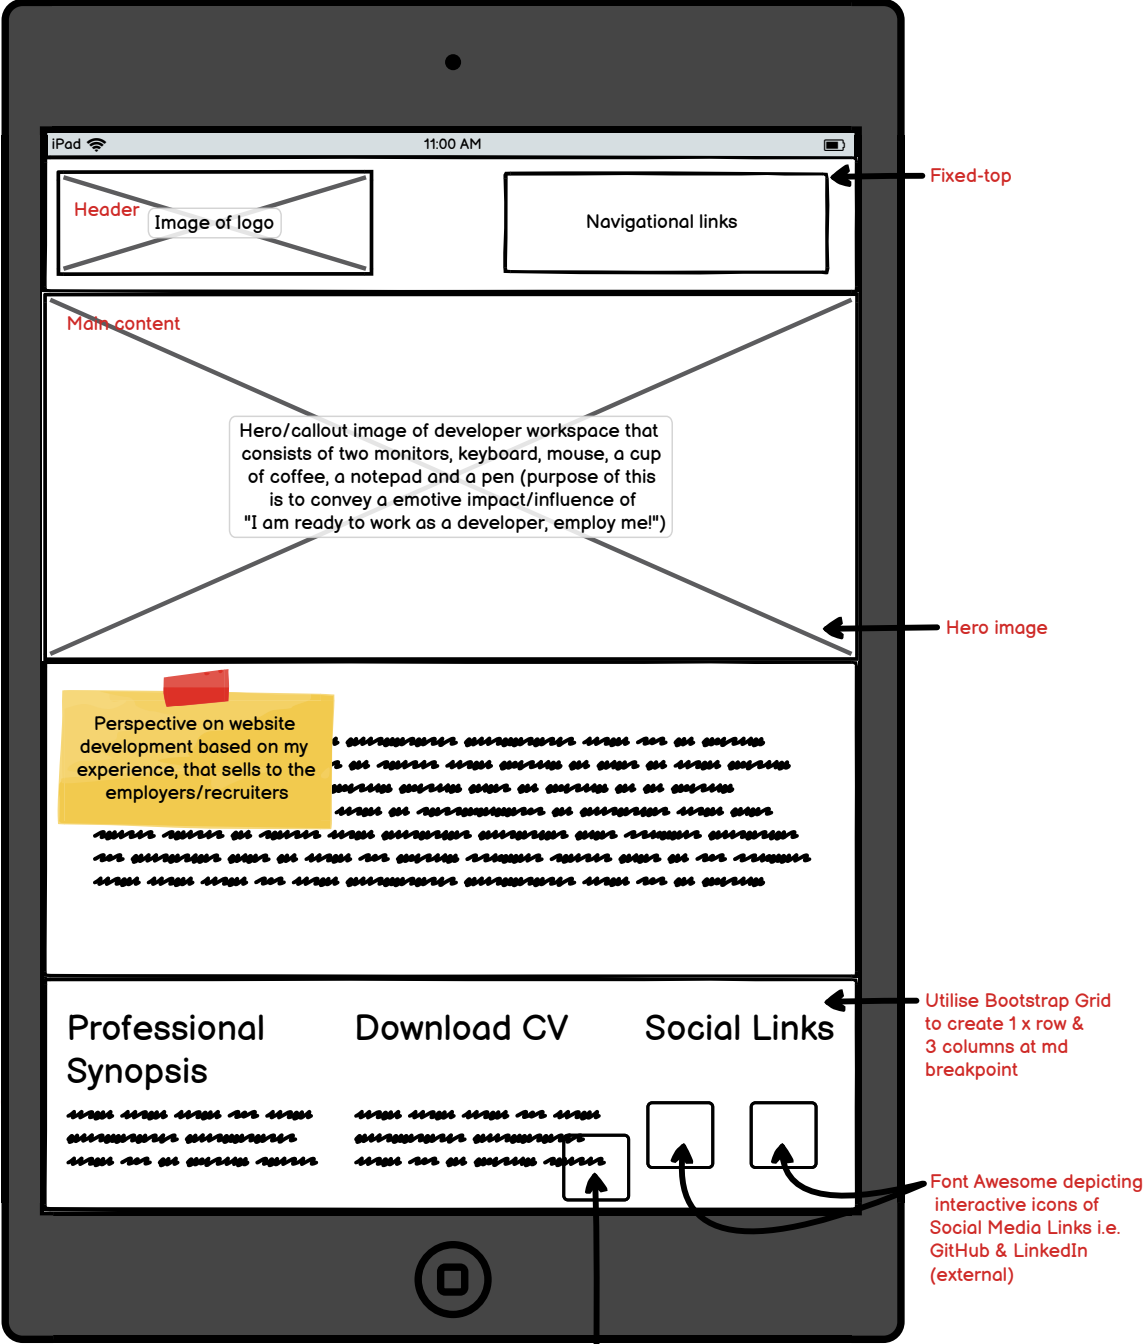 iPad
11:00 AM
Fixed-top
Header
Image of logo
Navigational links
Main content
Hero/callout image of developer workspace that
consists of two monitors, keyboard, mouse, a cup
of coffee, a notepad and a pen (purpose of this
is to convey a emotive impact/influence of
"I am ready to work as a developer, employ me!")
Hero image
Perspective on website
development based on my
experience, that sells to the
employers/recruiters
Professional
Synopsis
Download CV
Social Links
Utilise Bootstrap Grid
to create 1 x row &
3 columns at md
breakpoint
Font Awesome depicting
interactive icons of
Social Media Links i.e.
GitHub & LinkedIn
(external)